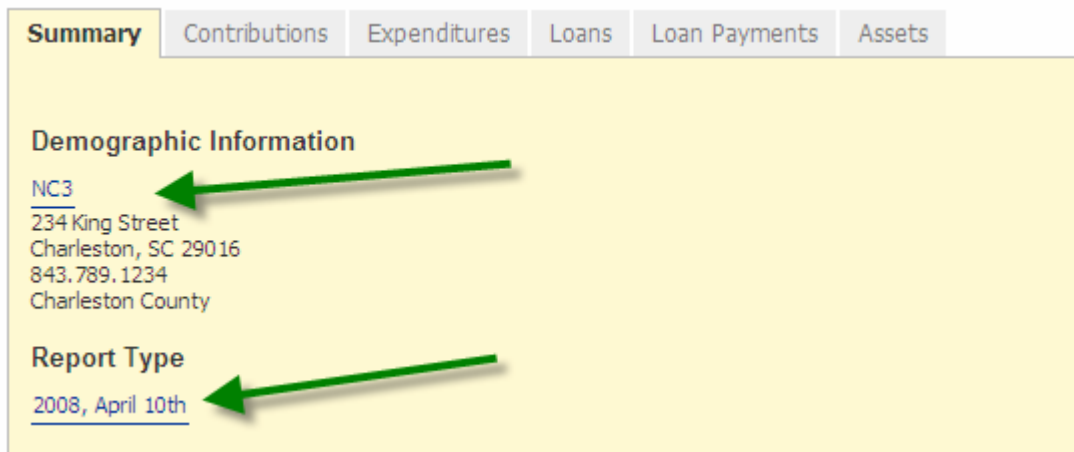 Summary Contributions Expenditures Loans Loan Payments Assets
Demographic Information
NC3
234 King Street
Charleston, SC 29016
843.789.1234
Charleston County
Report Type
2008, April 10th